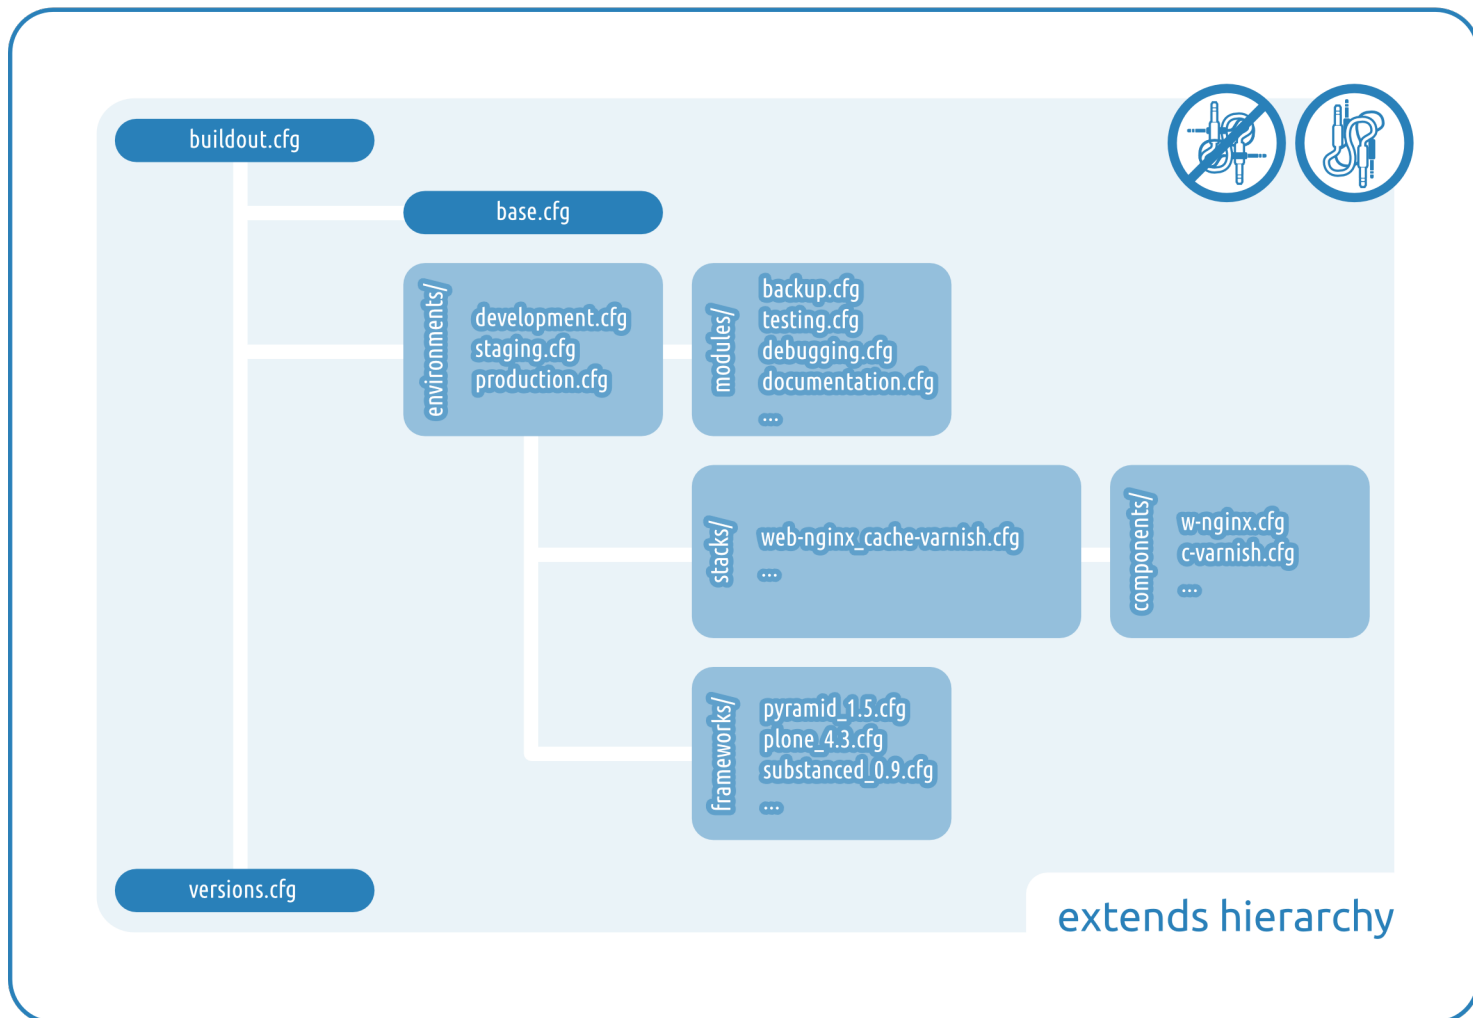 buildout.cfg
base.cfg
environments/
development.cfg
staging.cfg
production.cfg
modules/
backup.cfg
testing.cfg
debugging.cfg
documentation.cfg
...
stacks/
web-nginx_cache-varnish.cfg
...
components/
w-nginx.cfg
c-varnish.cfg
...
frameworks/
pyramid_1.5.cfg
plone_4.3.cfg
substanced_0.9.cfg
...
versions.cfg
extends hierarchy